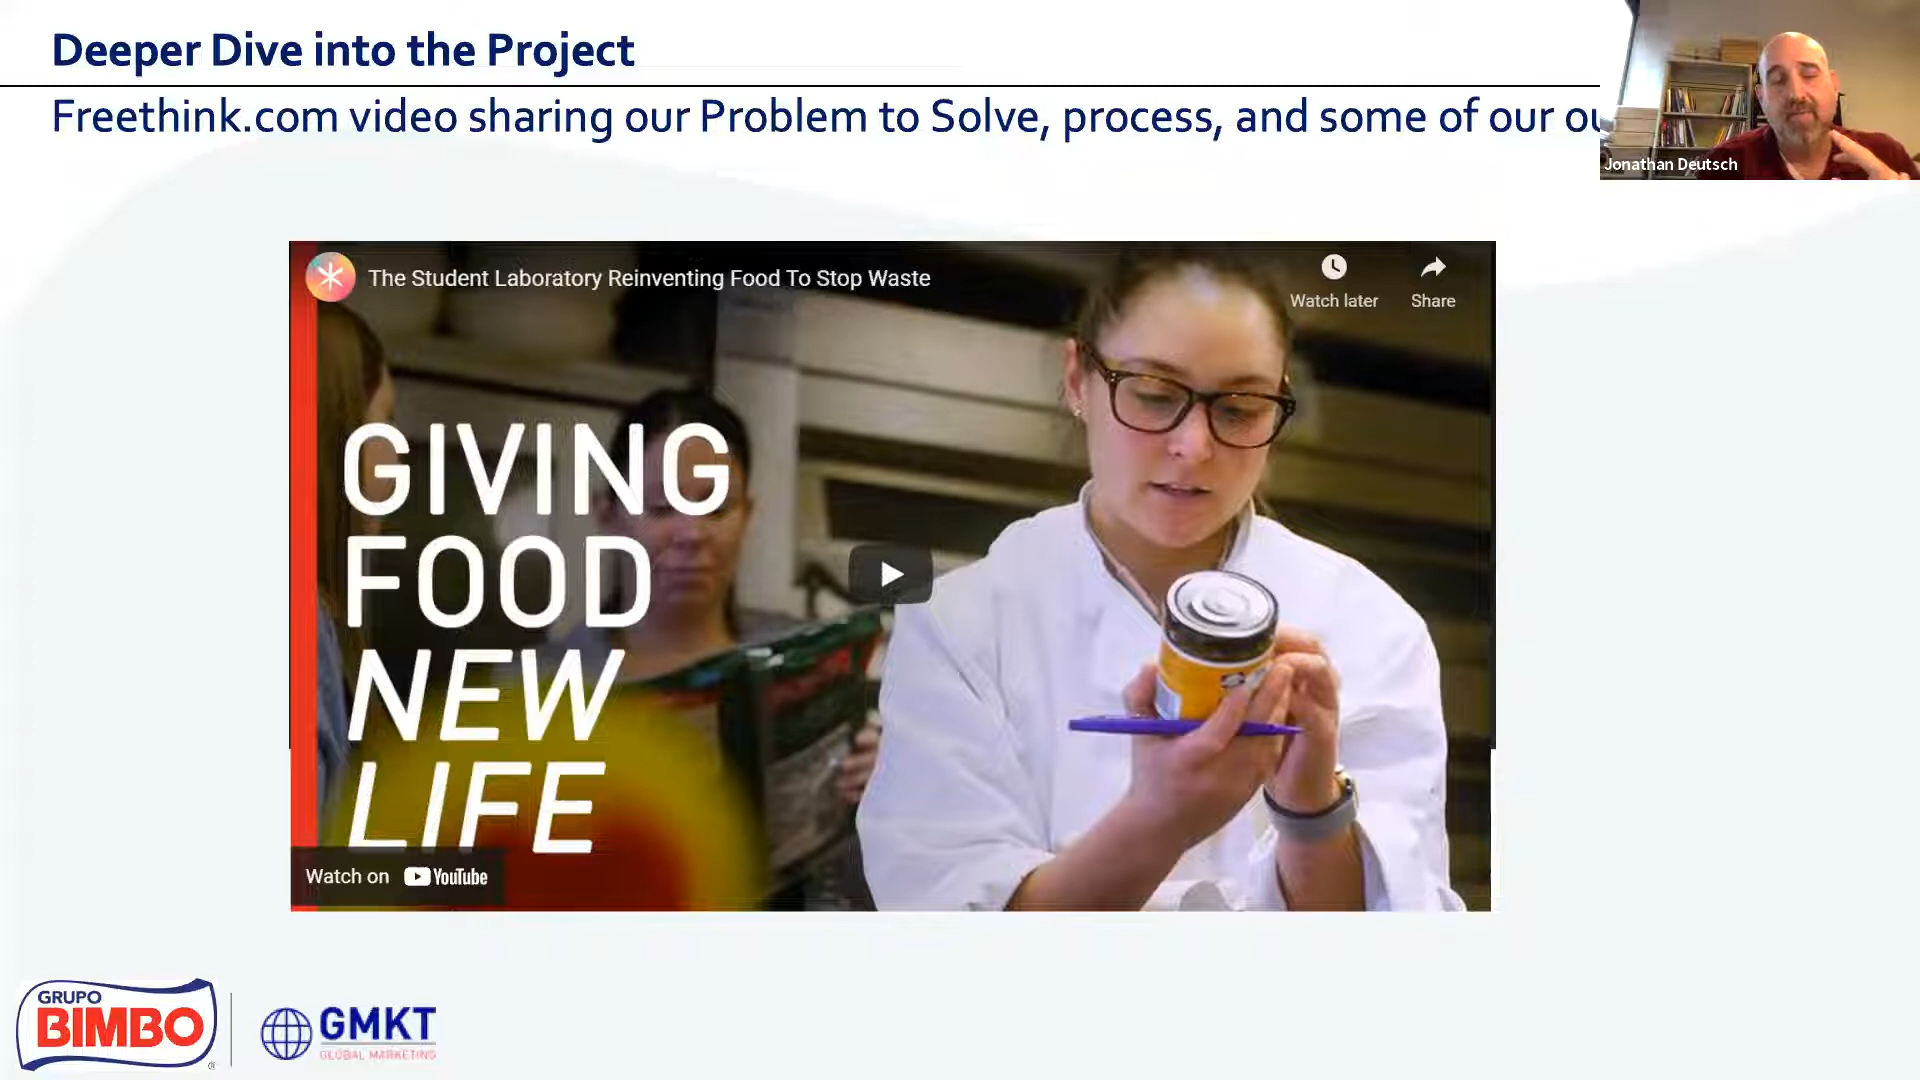 Deeper Dive into the Project
Freethink.com video sharing our Problem to Solve, process, and some of our ou
Jonathan Deutsch
The Student Laboratory Reinventing Food To Stop Waste
Watch later
Share
GIVING
FOOD
NEW
LIFE
Watch on YouTube
GRUPO
BIMBO
®
GMKT
GLOBAL MARKETING